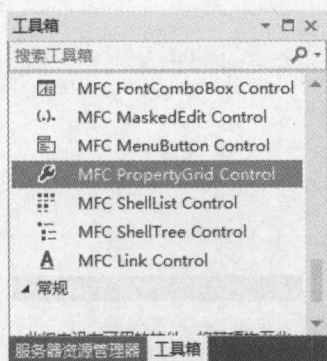 工具箱
搜索工具箱
MFC FontComboBox Control
MFC MaskedEdit Control
MFC MenuButton Control
MFC PropertyGrid Control
MFC ShellList Control
MFC ShellTree Control
MFC Link Control
常规
服务器资源管理器 工具箱